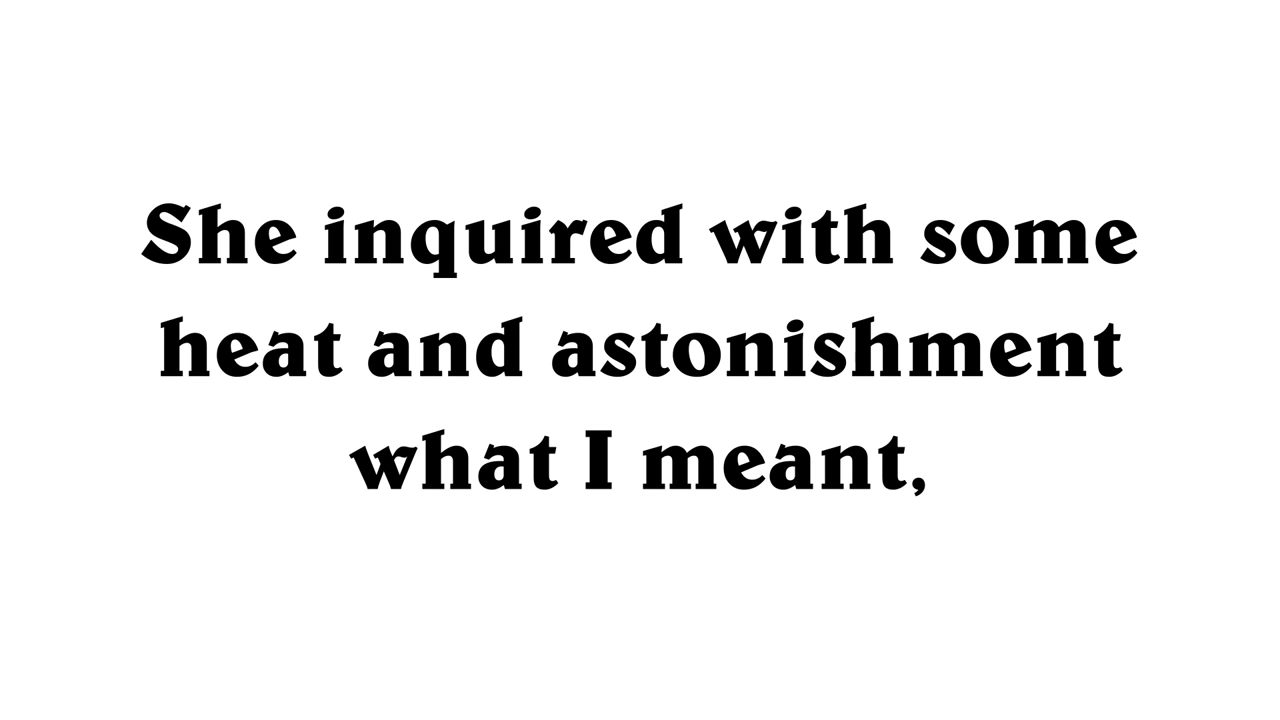 She inquired with some
heat and astonishment
what I meant,